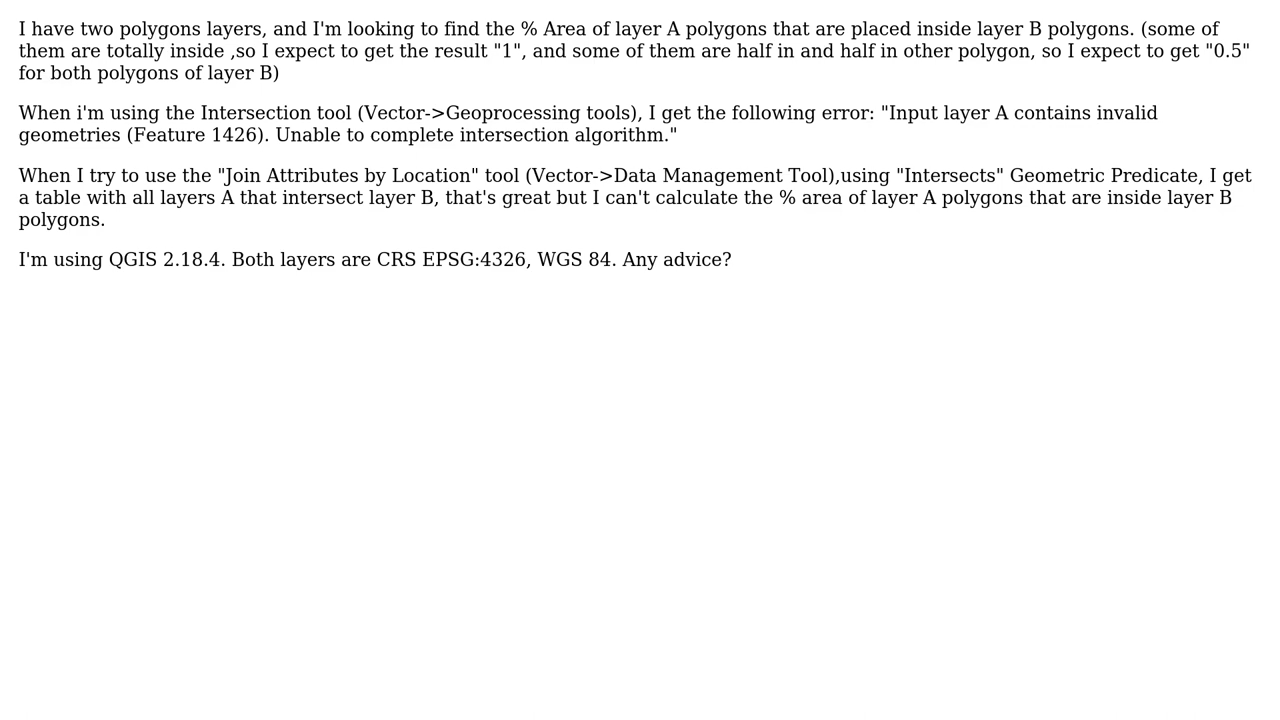 I have two polygons layers, and I'm looking to find the % Area of layer A polygons that are placed inside layer B polygons. (some of
them are totally inside ,so I expect to get the result "1", and some of them are half in and half in other polygon, so I expect to get "0.5"
for both polygons of layer B)
When i'm using the Intersection tool (Vector->Geoprocessing tools), I get the following error: "Input layer A contains invalid
geometries (Feature 1426). Unable to complete intersection algorithm."
When I try to use the "Join Attributes by Location" tool (Vector->Data Management Tool),using "Intersects" Geometric Predicate, I get
a table with all layers A that intersect layer B, that's great but I can't calculate the % area of layer A polygons that are inside layer B
polygons.
I'm using QGIS 2.18.4. Both layers are CRS EPSG:4326, WGS 84. Any advice?